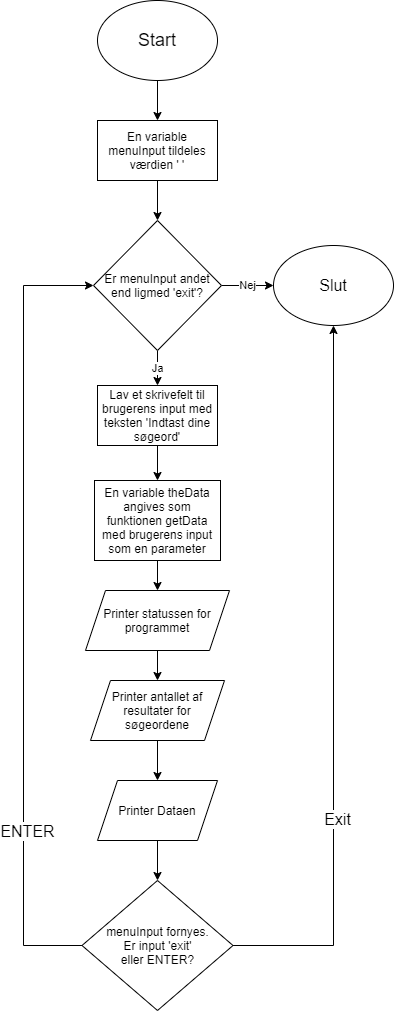 Start
En variable
menuInput tildeles
værdien ' '
Er menuInput andet
end ligmed 'exit'?
Nej
Slut
Ja
Lav et skrivefelt til
brugerens input med
teksten 'Indtast dine
søgeord'
En variable theData
angives som
funktionen getData
med brugerens input
som en parameter
Printer statussen for
programmet
Printer antallet af
resultater for
søgeordene
Printer Dataen
ENTER
Exit
menuInput fornyes.
Er input 'exit'
eller ENTER?